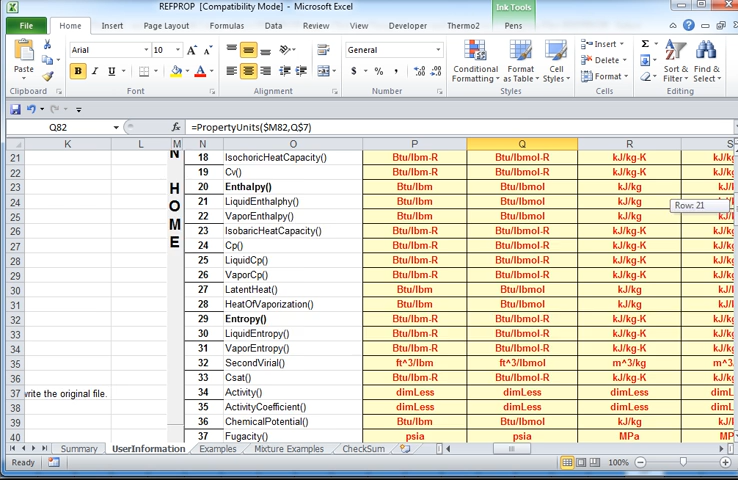 REFPROP [Compatibility Mode] - Microsoft Excel
Ink Tools
File Home Insert Page Layout Formulas Data Review View Developer Thermo2 Pens
Arial 10 General Insert
Paste B I U $ % , Conditional Formatting Format as Table Cell Styles Delete Format Sort & Filter Find & Select
Clipboard Font Alignment Number Styles Cells Editing
Q82 fx =PropertyUnits($M82,Q$7)
K L M N O P Q R S
21 N 18 IsochoricHeatCapacity() Btu/lbm-R Btu/lbmol-R kJ/kg-K
22 19 Cv() Btu/lbm-R Btu/lbmol-R kJ/kg-K
23 H 20 Enthalpy() Btu/lbm Btu/lbmol kJ/kg
24 O 21 LiquidEnthalphy() Btu/lbm Btu/lbmol kJ/kg Row: 21
25 M 22 VaporEnthalpy() Btu/lbm Btu/lbmol kJ/kg
26 E 23 IsobaricHeatCapacity() Btu/lbm-R Btu/lbmol-R kJ/kg-K
27 24 Cp() Btu/lbm-R Btu/lbmol-R kJ/kg-K
28 25 LiquidCp() Btu/lbm-R Btu/lbmol-R kJ/kg-K
29 26 VaporCp() Btu/lbm-R Btu/lbmol-R kJ/kg-K
30 27 LatentHeat() Btu/lbm Btu/lbmol kJ/kg
31 28 HeatOfVaporization() Btu/lbm Btu/lbmol kJ/kg
32 29 Entropy() Btu/lbm-R Btu/lbmol-R kJ/kg-K
33 30 LiquidEntropy() Btu/lbm-R Btu/lbmol-R kJ/kg-K
34 31 VaporEntropy() Btu/lbm-R Btu/lbmol-R kJ/kg-K
35 32 SecondVirial() ft^3/lbm ft^3/lbmol m^3/kg m^3
36 33 Csat() Btu/lbm-R Btu/lbmol-R kJ/kg-K
37 write the original file. 34 Activity() dimLess dimLess dimLess
38 35 ActivityCoefficient() dimLess dimLess dimLess
39 36 ChemicalPotential() Btu/lbm Btu/lbmol kJ/kg
40 37 Fugacity() psia psia MPa
Summary UserInformation Examples Mixture Examples CheckSum
Ready 100%